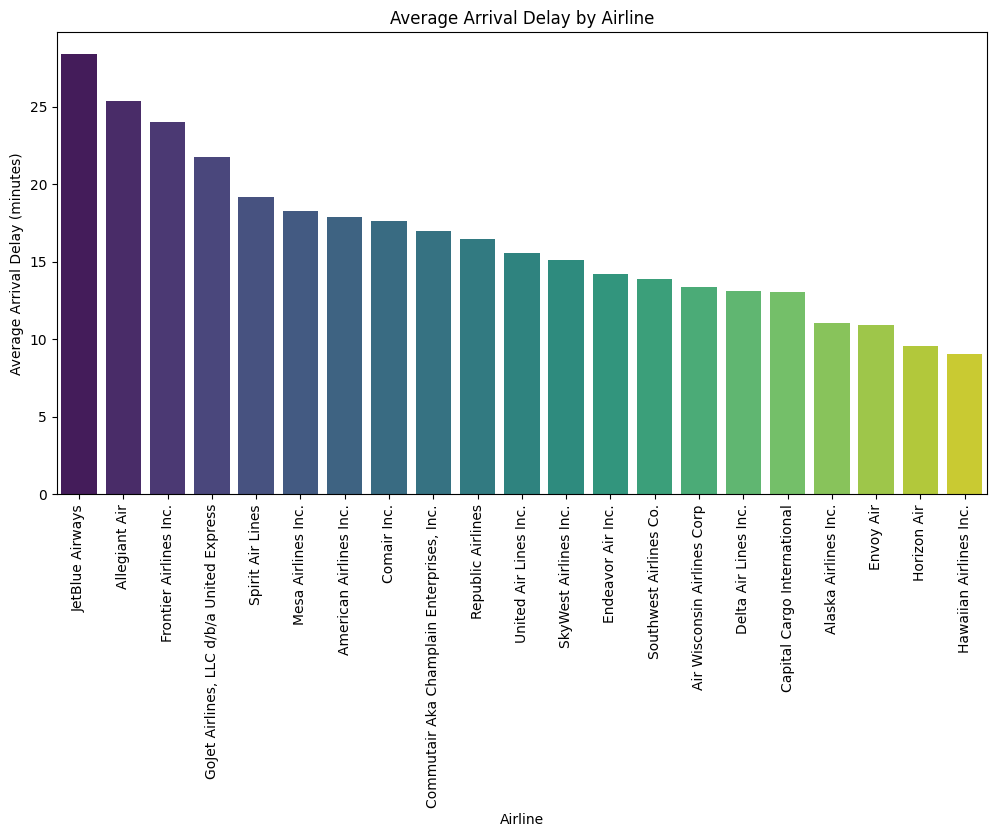 Average Arrival Delay by Airline
Average Arrival Delay (minutes)
25
20
15
10
5
0
JetBlue Airways
Allegiant Air
Frontier Airlines Inc.
GoJet Airlines, LLC d/b/a United Express
Spirit Air Lines
Mesa Airlines Inc.
American Airlines Inc.
Comair Inc.
Commutair Aka Champlain Enterprises, Inc.
Republic Airlines
United Air Lines Inc.
SkyWest Airlines Inc.
Endeavor Air Inc.
Southwest Airlines Co.
Air Wisconsin Airlines Corp
Delta Air Lines Inc.
Capital Cargo International
Alaska Airlines Inc.
Envoy Air
Horizon Air
Hawaiian Airlines Inc.
Airline